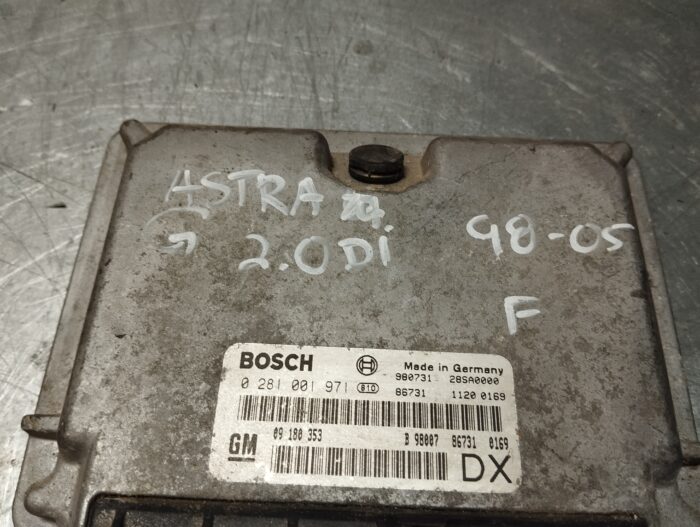 ASTRA
G 2.0DI 98-05
F
BOSCH Made in Germany
980731 28SA0000
0 281 001 971 B10 86731 1120 0169
GM 09 180 353 B 98007 86731 0169
DX